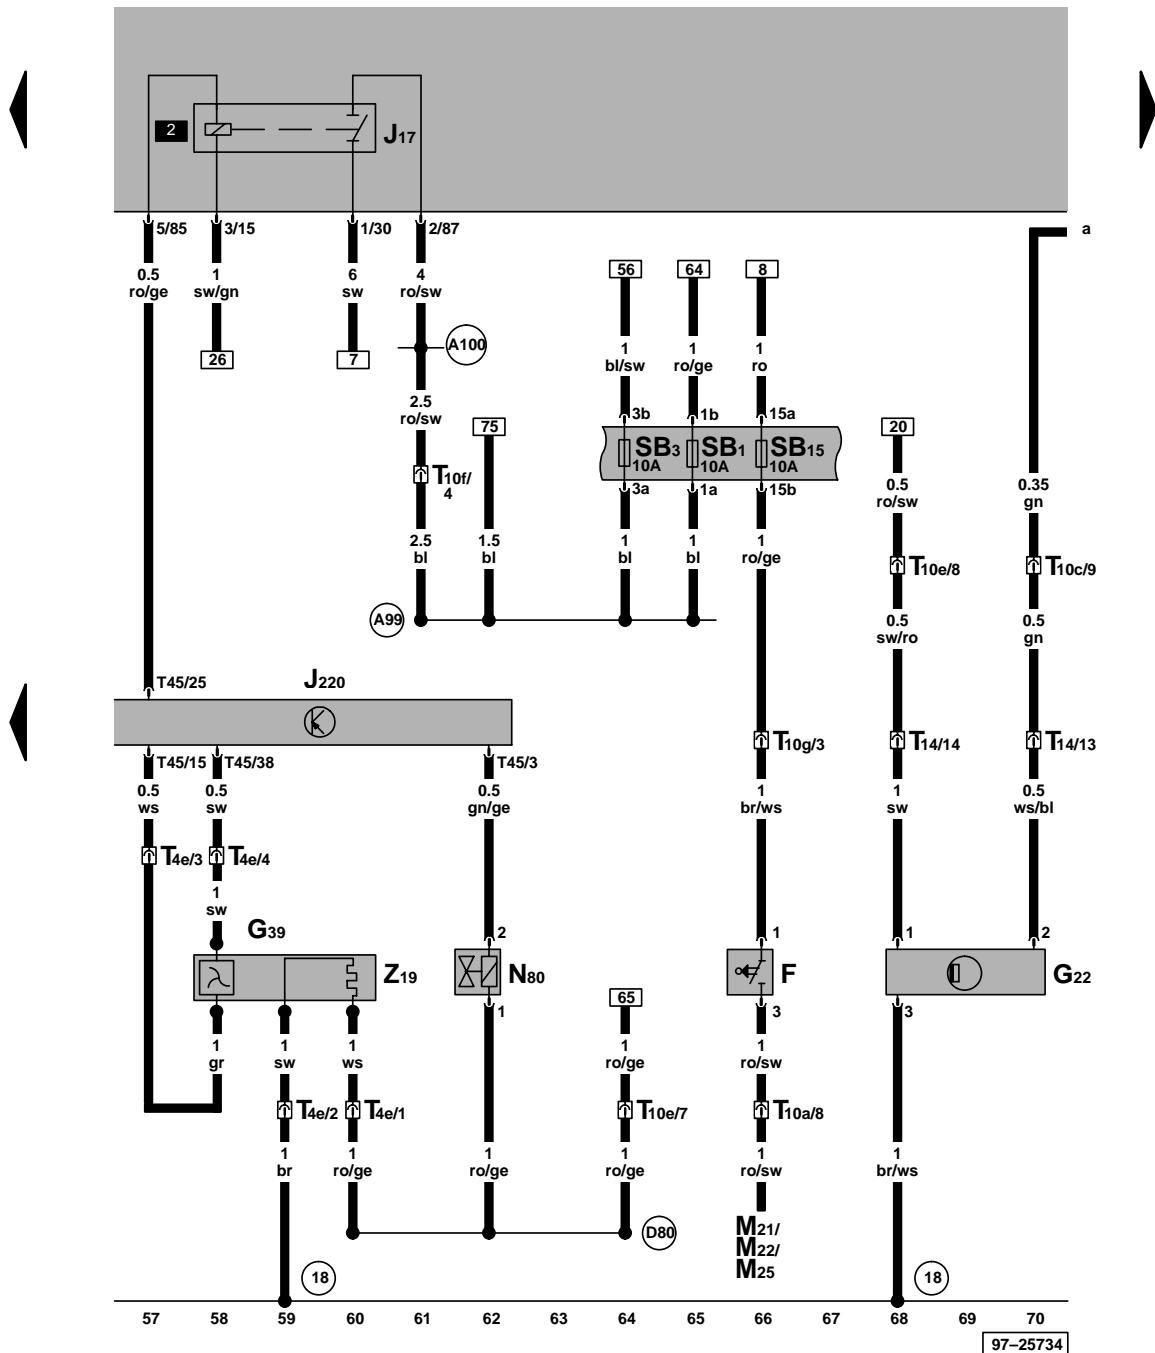 2
J17
5/85 3/15 1/30 2/87
a
0.5 1 6 4
ro/ge sw/gn sw ro/sw
56 64 8
A100
26 7
1 1 1
bl/sw ro/ge ro
2.5
ro/sw
75
3b 1b 15a
20
SB3 SB1 SB15
10A 10A 10A
T10f/
4
3a 1a 15b
0.5 0.35
ro/sw gn
2.5 1.5 1 1 1
bl bl bl bl ro/ge
T10e/8 T10c/9
A99
0.5 0.5
sw/ro gn
T45/25
J220
T10g/3 T14/14 T14/13
T45/15 T45/38 T45/3
0.5 0.5 0.5 1 1 0.5
ws sw gn/ge br/ws sw ws/bl
T4e/3 T4e/4
1
sw
G39
2 1 1 2
Z19 N80 F G22
65
1 3 3
1 1 1 1 1
gr sw ws ro/ge ro/sw
T4e/2 T4e/1 T10e/7 T10a/8
1 1 1 1 1 1
br ro/ge ro/ge ro/ge ro/sw br/ws
D80
M21/
M22/
M25
18 18
57 58 59 60 61 62 63 64 65 66 67 68 69 70
97–25734